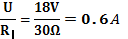 U/R₁ = 18V/30Ω = 0.6A